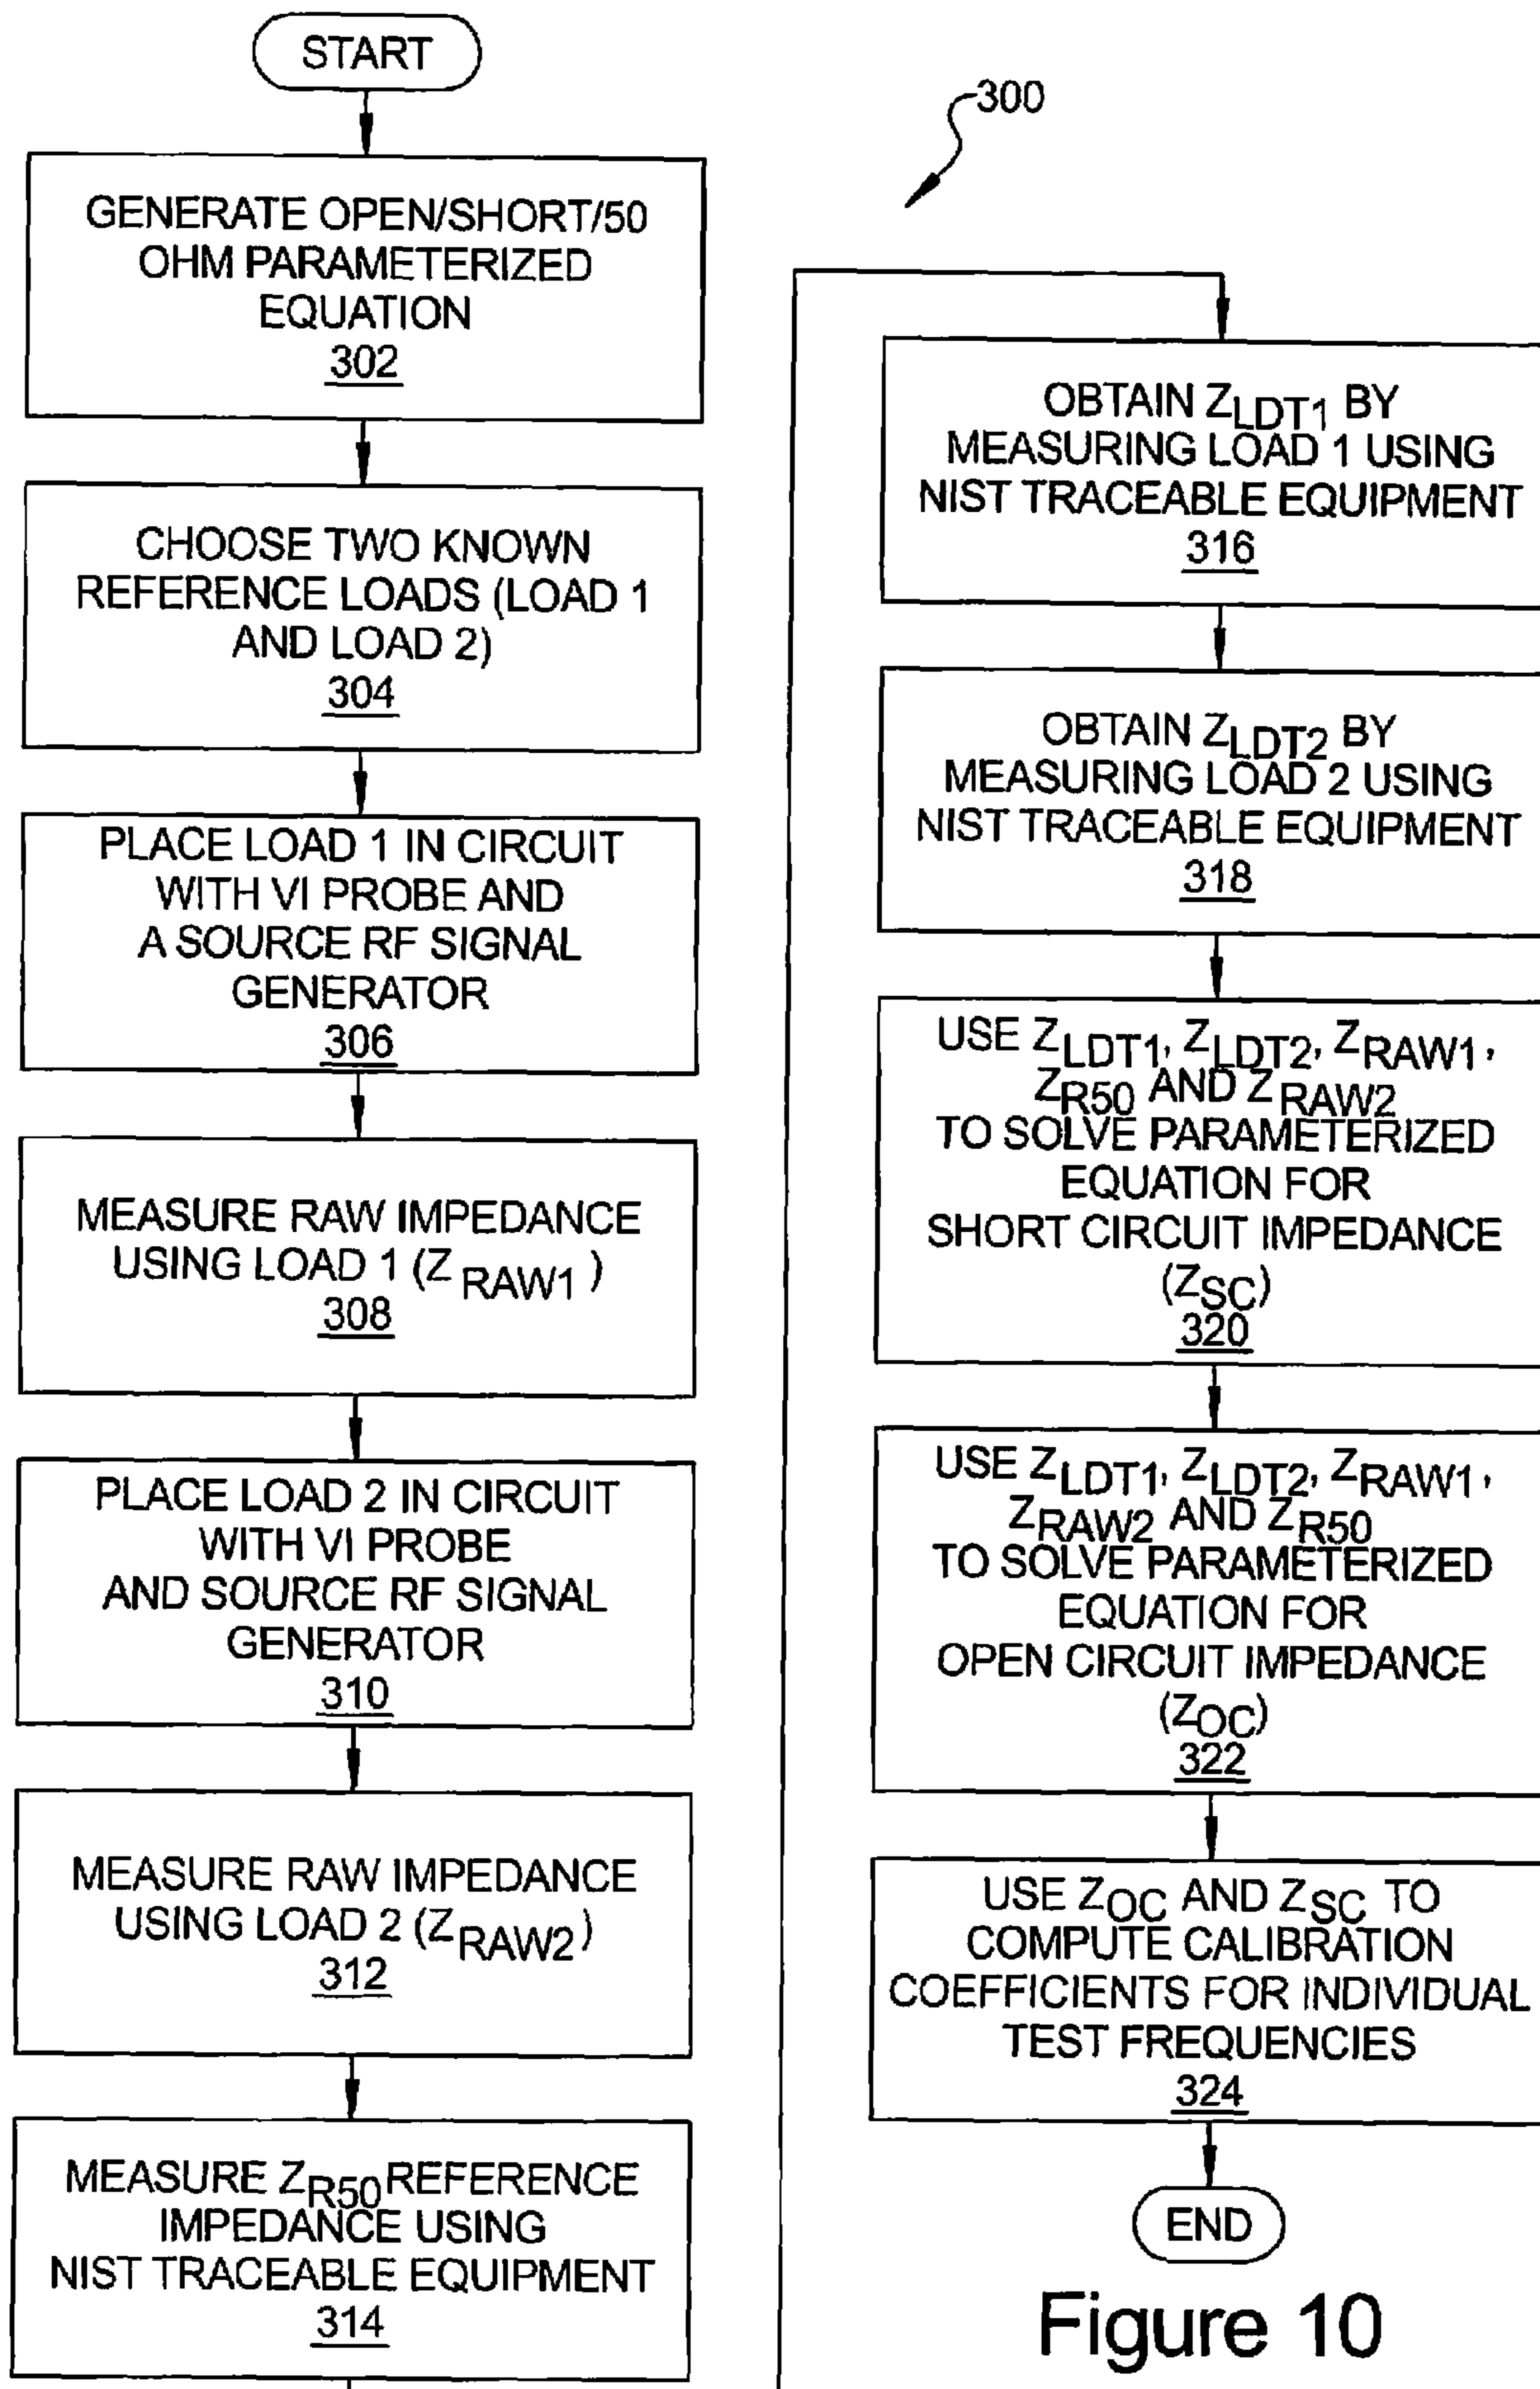 START
GENERATE OPEN/SHORT/50
OHM PARAMETERIZED
EQUATION
302
CHOOSE TWO KNOWN
REFERENCE LOADS (LOAD 1
AND LOAD 2)
304
PLACE LOAD 1 IN CIRCUIT
WITH VI PROBE AND
A SOURCE RF SIGNAL
GENERATOR
306
MEASURE RAW IMPEDANCE
USING LOAD 1 (Z RAW1 )
308
PLACE LOAD 2 IN CIRCUIT
WITH VI PROBE
AND SOURCE RF SIGNAL
GENERATOR
310
MEASURE RAW IMPEDANCE
USING LOAD 2 (Z RAW2 )
312
MEASURE ZR50 REFERENCE
IMPEDANCE USING
NIST TRACEABLE EQUIPMENT
314
300
OBTAIN ZLDT1 BY
MEASURING LOAD 1 USING
NIST TRACEABLE EQUIPMENT
316
OBTAIN ZLDT2 BY
MEASURING LOAD 2 USING
NIST TRACEABLE EQUIPMENT
318
USE ZLDT1, ZLDT2, ZRAW1,
ZR50 AND Z RAW2
TO SOLVE PARAMETERIZED
EQUATION FOR
SHORT CIRCUIT IMPEDANCE
(ZSC)
320
USE ZLDT1, ZLDT2, ZRAW1,
ZRAW2 AND ZR50
TO SOLVE PARAMETERIZED
EQUATION FOR
OPEN CIRCUIT IMPEDANCE
(ZOC)
322
USE ZOC AND ZSC TO
COMPUTE CALIBRATION
COEFFICIENTS FOR INDIVIDUAL
TEST FREQUENCIES
324
END
Figure 10